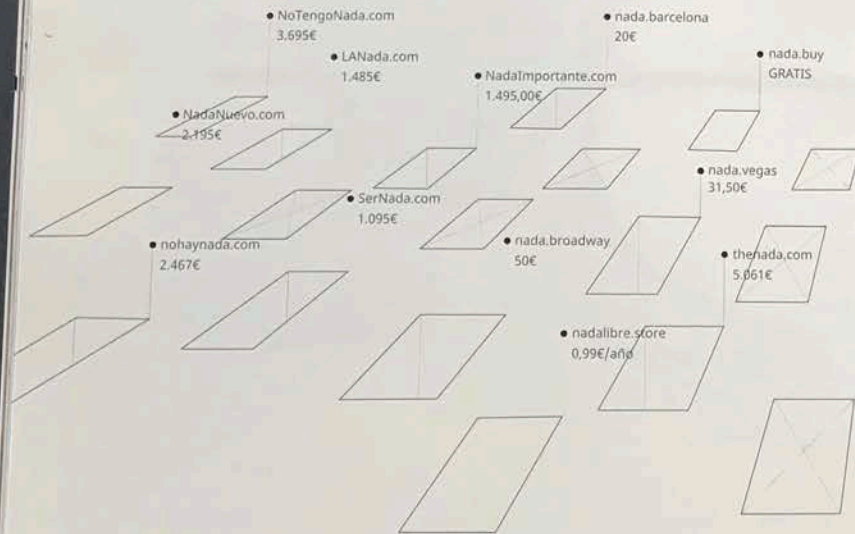 NoTengoNada.com
3.695€
nada.barcelona
20€
LANada.com
1.485€
nada.buy
GRATIS
NadaImportante.com
1.495,00€
NadaNuevo.com
2.195€
nada.vegas
31,50€
SerNada.com
1.095€
nohaynada.com
2.467€
nada.broadway
50€
thenada.com
5.061€
nadalibre.store
0,99€/año